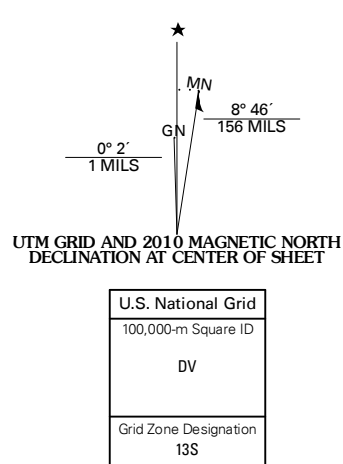 ★
MN
8° 46´
156 MILS
GN
0° 2´
1 MILS
UTM GRID AND 2010 MAGNETIC NORTH
DECLINATION AT CENTER OF SHEET
U.S. National Grid
100,000-m Square ID
DV
Grid Zone Designation
13S